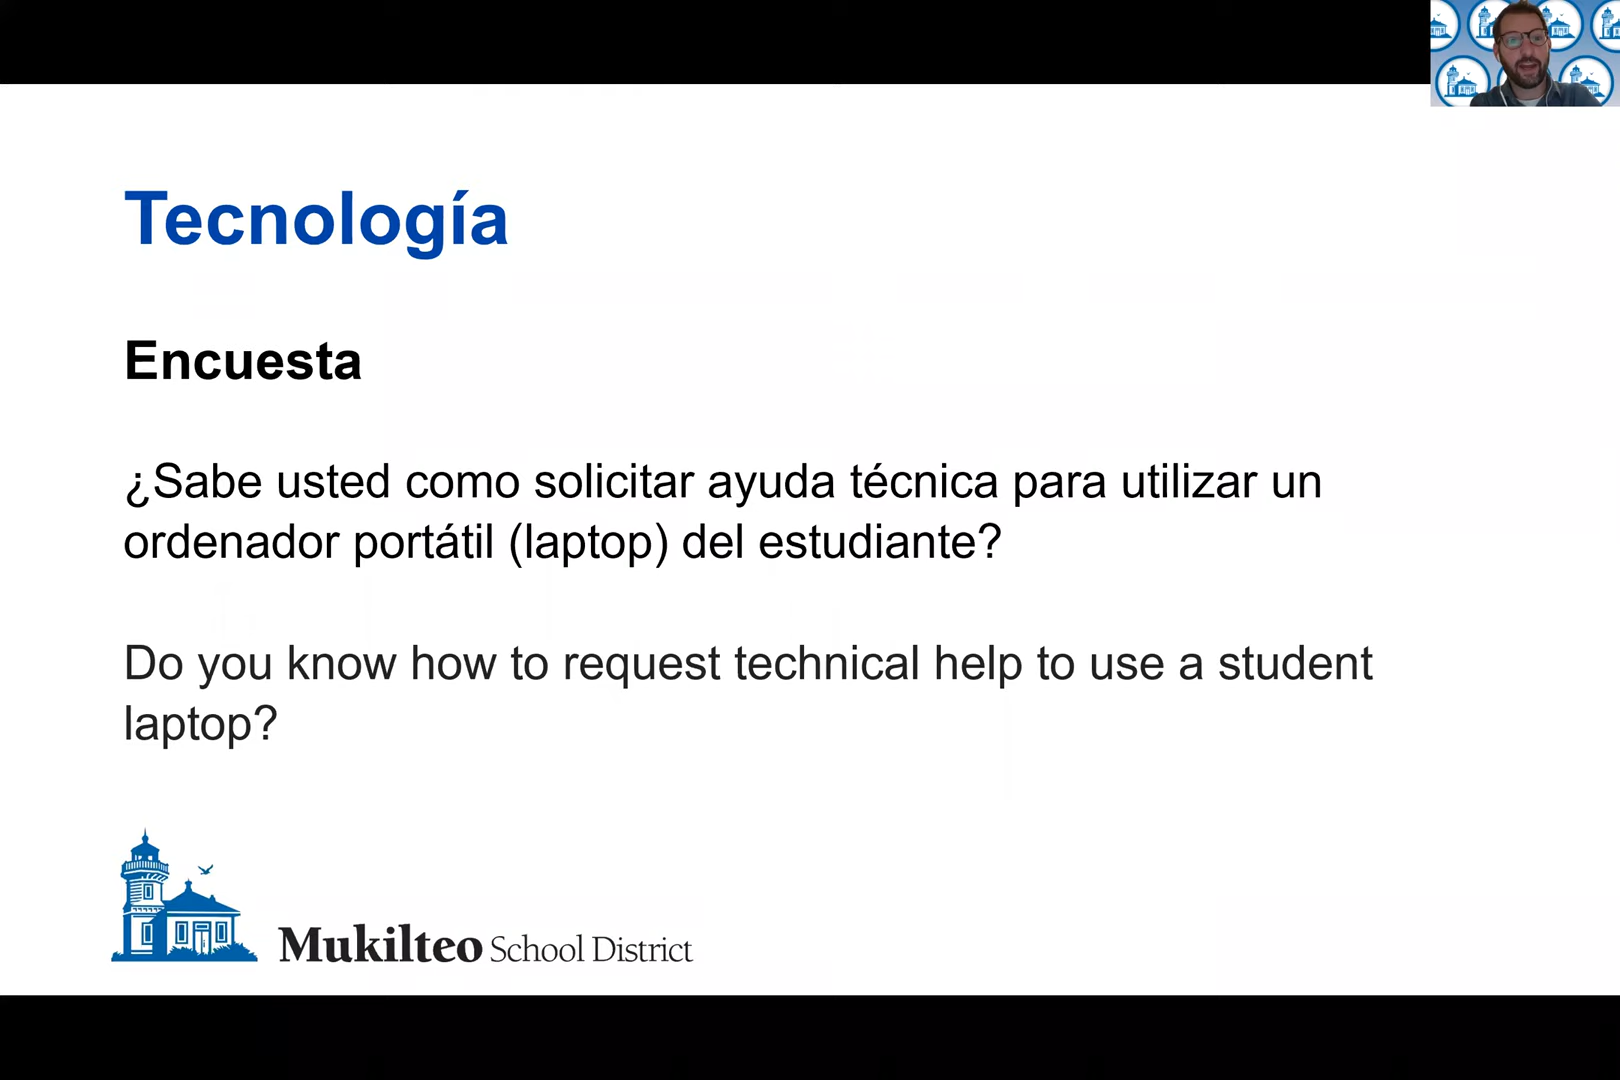 Tecnología
Encuesta
¿Sabe usted como solicitar ayuda técnica para utilizar un
ordenador portátil (laptop) del estudiante?
Do you know how to request technical help to use a student
laptop?
Mukilteo School District